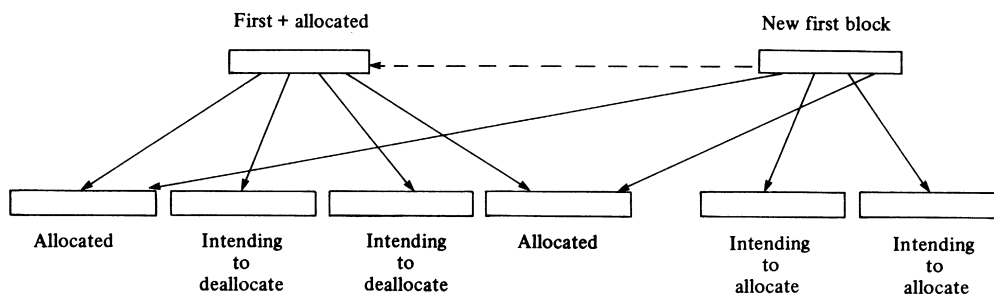 First + allocated
New first block
Allocated
Intending
to
deallocate
Intending
to
deallocate
Allocated
Intending
to
allocate
Intending
to
allocate